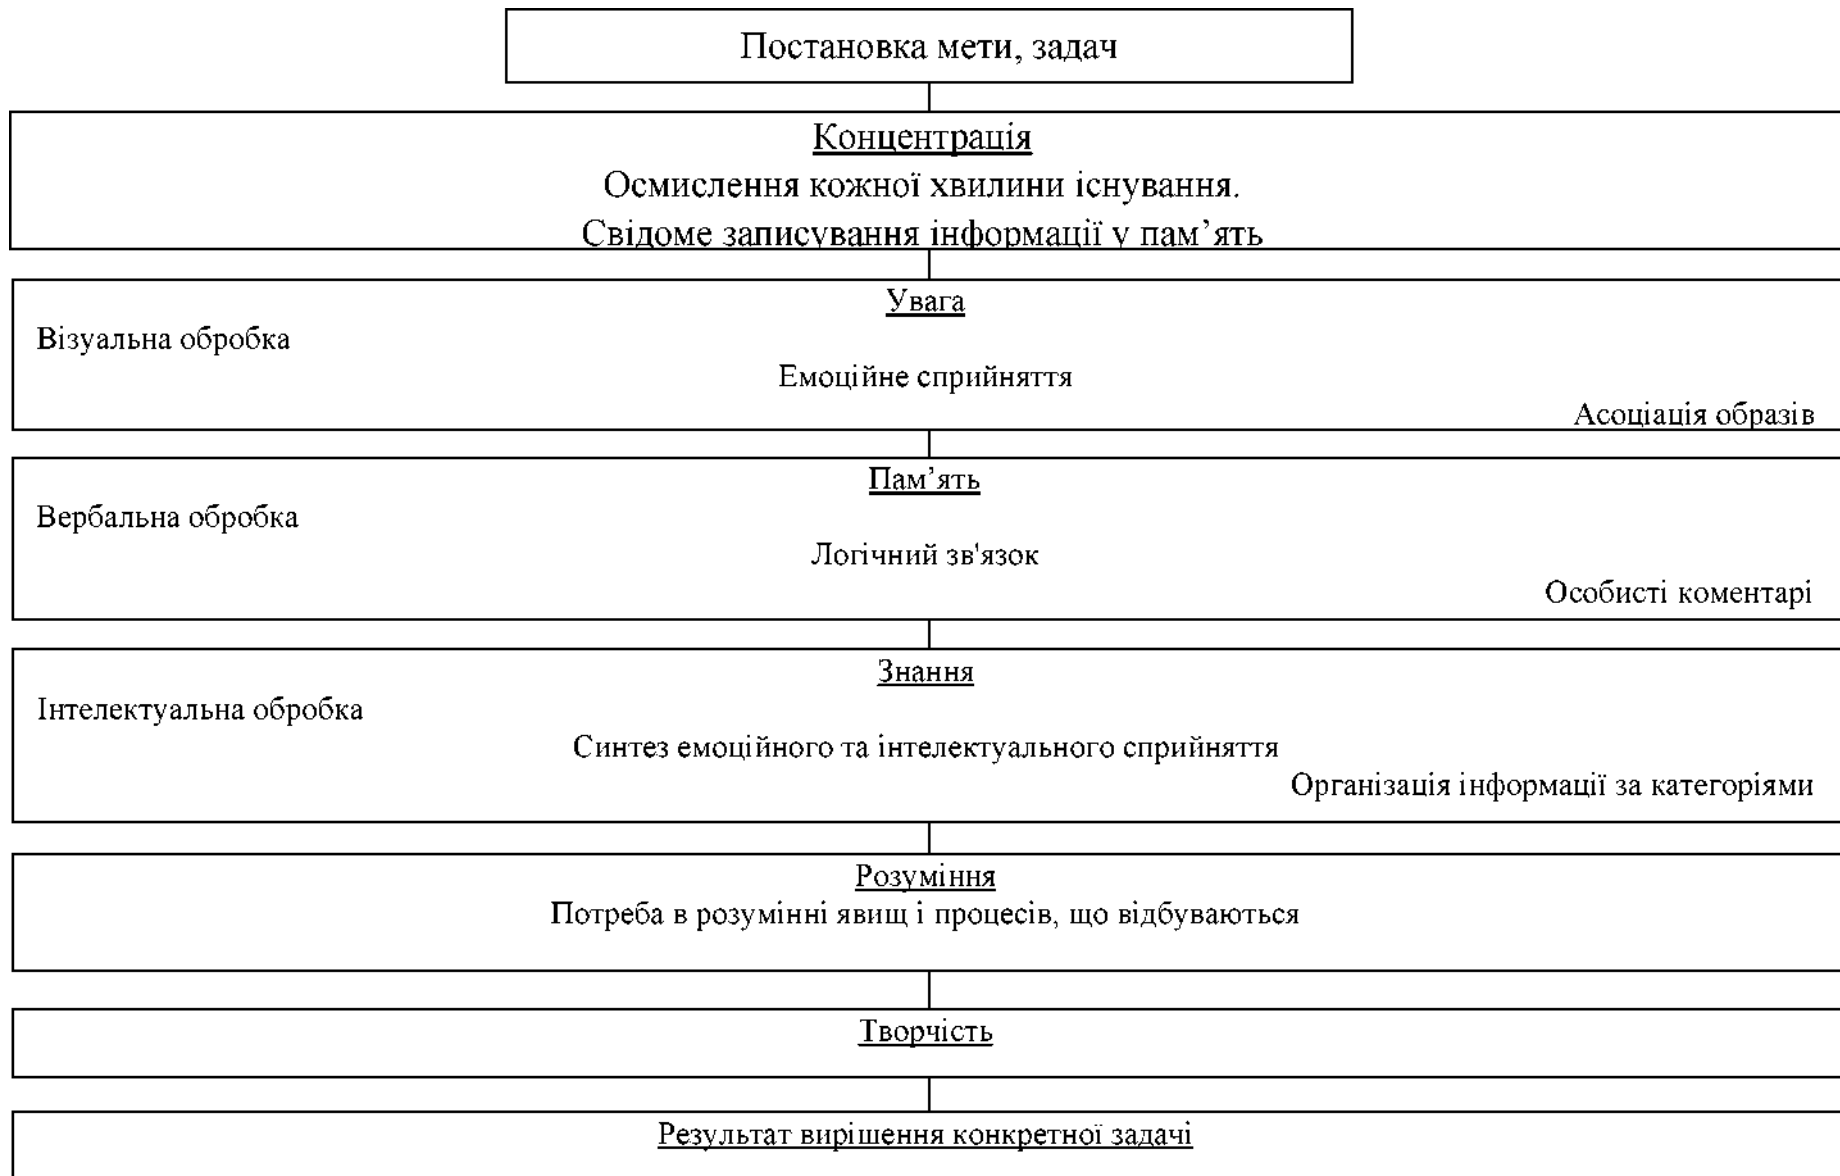 Постановка мети, задач
Концентрація
Осмислення кожної хвилини існування.
Свідоме записування інформації у пам’ять
Увага
Візуальна обробка
Емоційне сприйняття
Асоціація образів
Пам’ять
Вербальна обробка
Логічний зв'язок
Особисті коментарі
Знання
Інтелектуальна обробка
Синтез емоційного та інтелектуального сприйняття
Організація інформації за категоріями
Розуміння
Потреба в розумінні явищ і процесів, що відбуваються
Творчість
Результат вирішення конкретної задачі